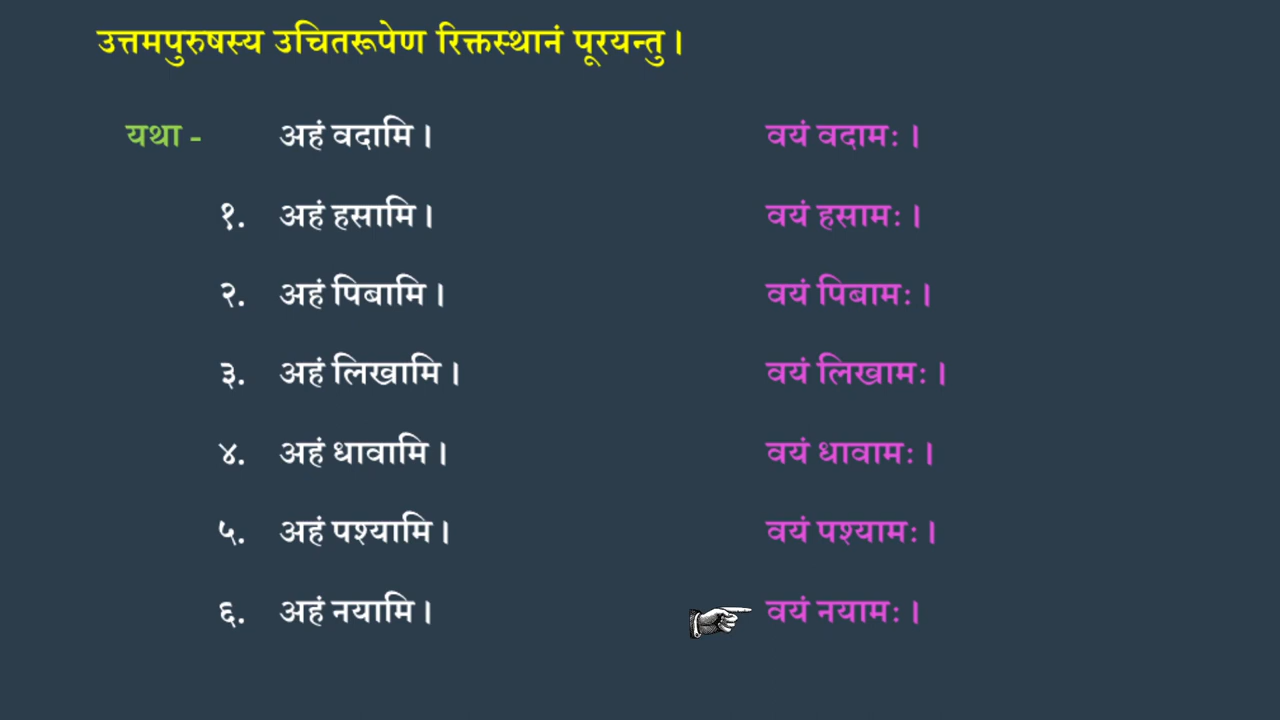 उत्तमपुरुषस्य उचितरूपेण रिक्तस्थानं पूरयन्तु ।
यथा - अहं वदामि । वयं वदामः ।
१. अहं हसामि । वयं हसामः ।
२. अहं पिबामि । वयं पिबामः ।
३. अहं लिखामि । वयं लिखामः ।
४. अहं धावामि । वयं धावामः ।
५. अहं पश्यामि । वयं पश्यामः ।
६. अहं नयामि । वयं नयामः ।